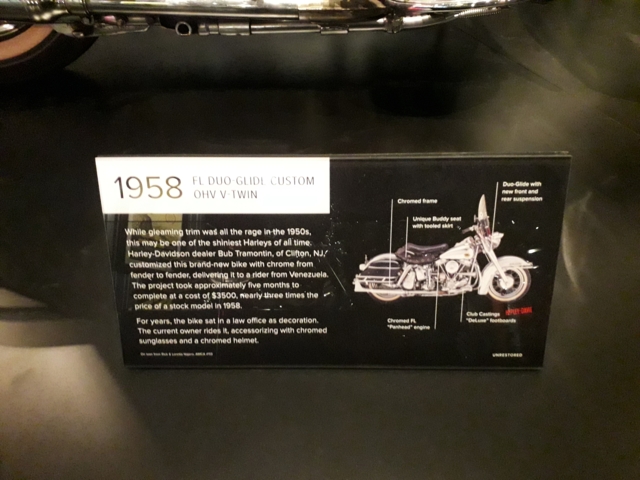 1958 FL DUO-GLIDE CUSTOM
OHV V-TWIN
While gleaming trim was all the rage in the 1950s,
this may be one of the shiniest Harleys of all time.
Harley-Davidson dealer Bub Tramontin, of Clifton, NJ,
customized this brand-new bike with chrome from
fender to fender, delivering it to a rider from Venezuela.
The project took approximately five months to
complete at a cost of $3500, nearly three times the
price of a stock model in 1958.
For years, the bike sat in a law office as decoration.
The current owner rides it, accessorizing with chromed
sunglasses and a chromed helmet.
On loan from
Chromed frame
Unique Buddy seat
with tooled skirt
Duo-Glide with
new front and
rear suspension
Chromed FL
"Panhead" engine
Club Castings
"DeLuxe" footboards
UNRESTORED